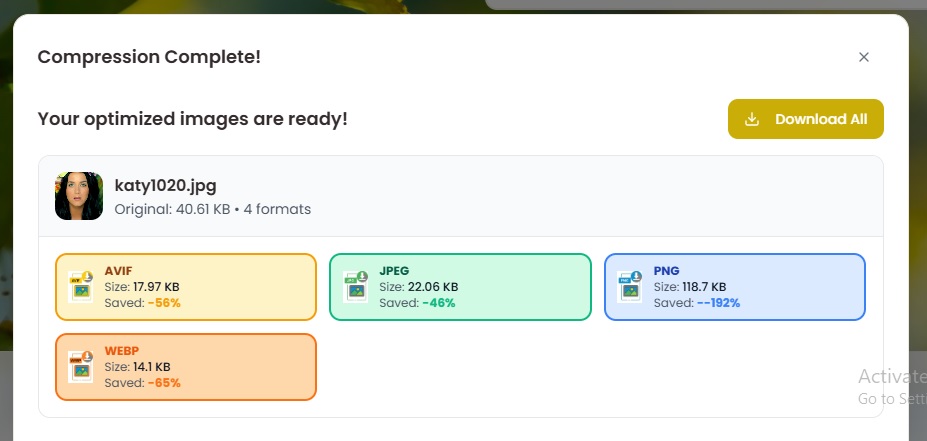 Compression Complete!
Your optimized images are ready!
Download All
katy1020.jpg
Original: 40.61 KB • 4 formats
AVIF
Size: 17.97 KB
Saved: -56%
JPEG
Size: 22.06 KB
Saved: -46%
PNG
Size: 118.7 KB
Saved: --192%
WEBP
Size: 14.1 KB
Saved: -65%
Activate
Go to Sett